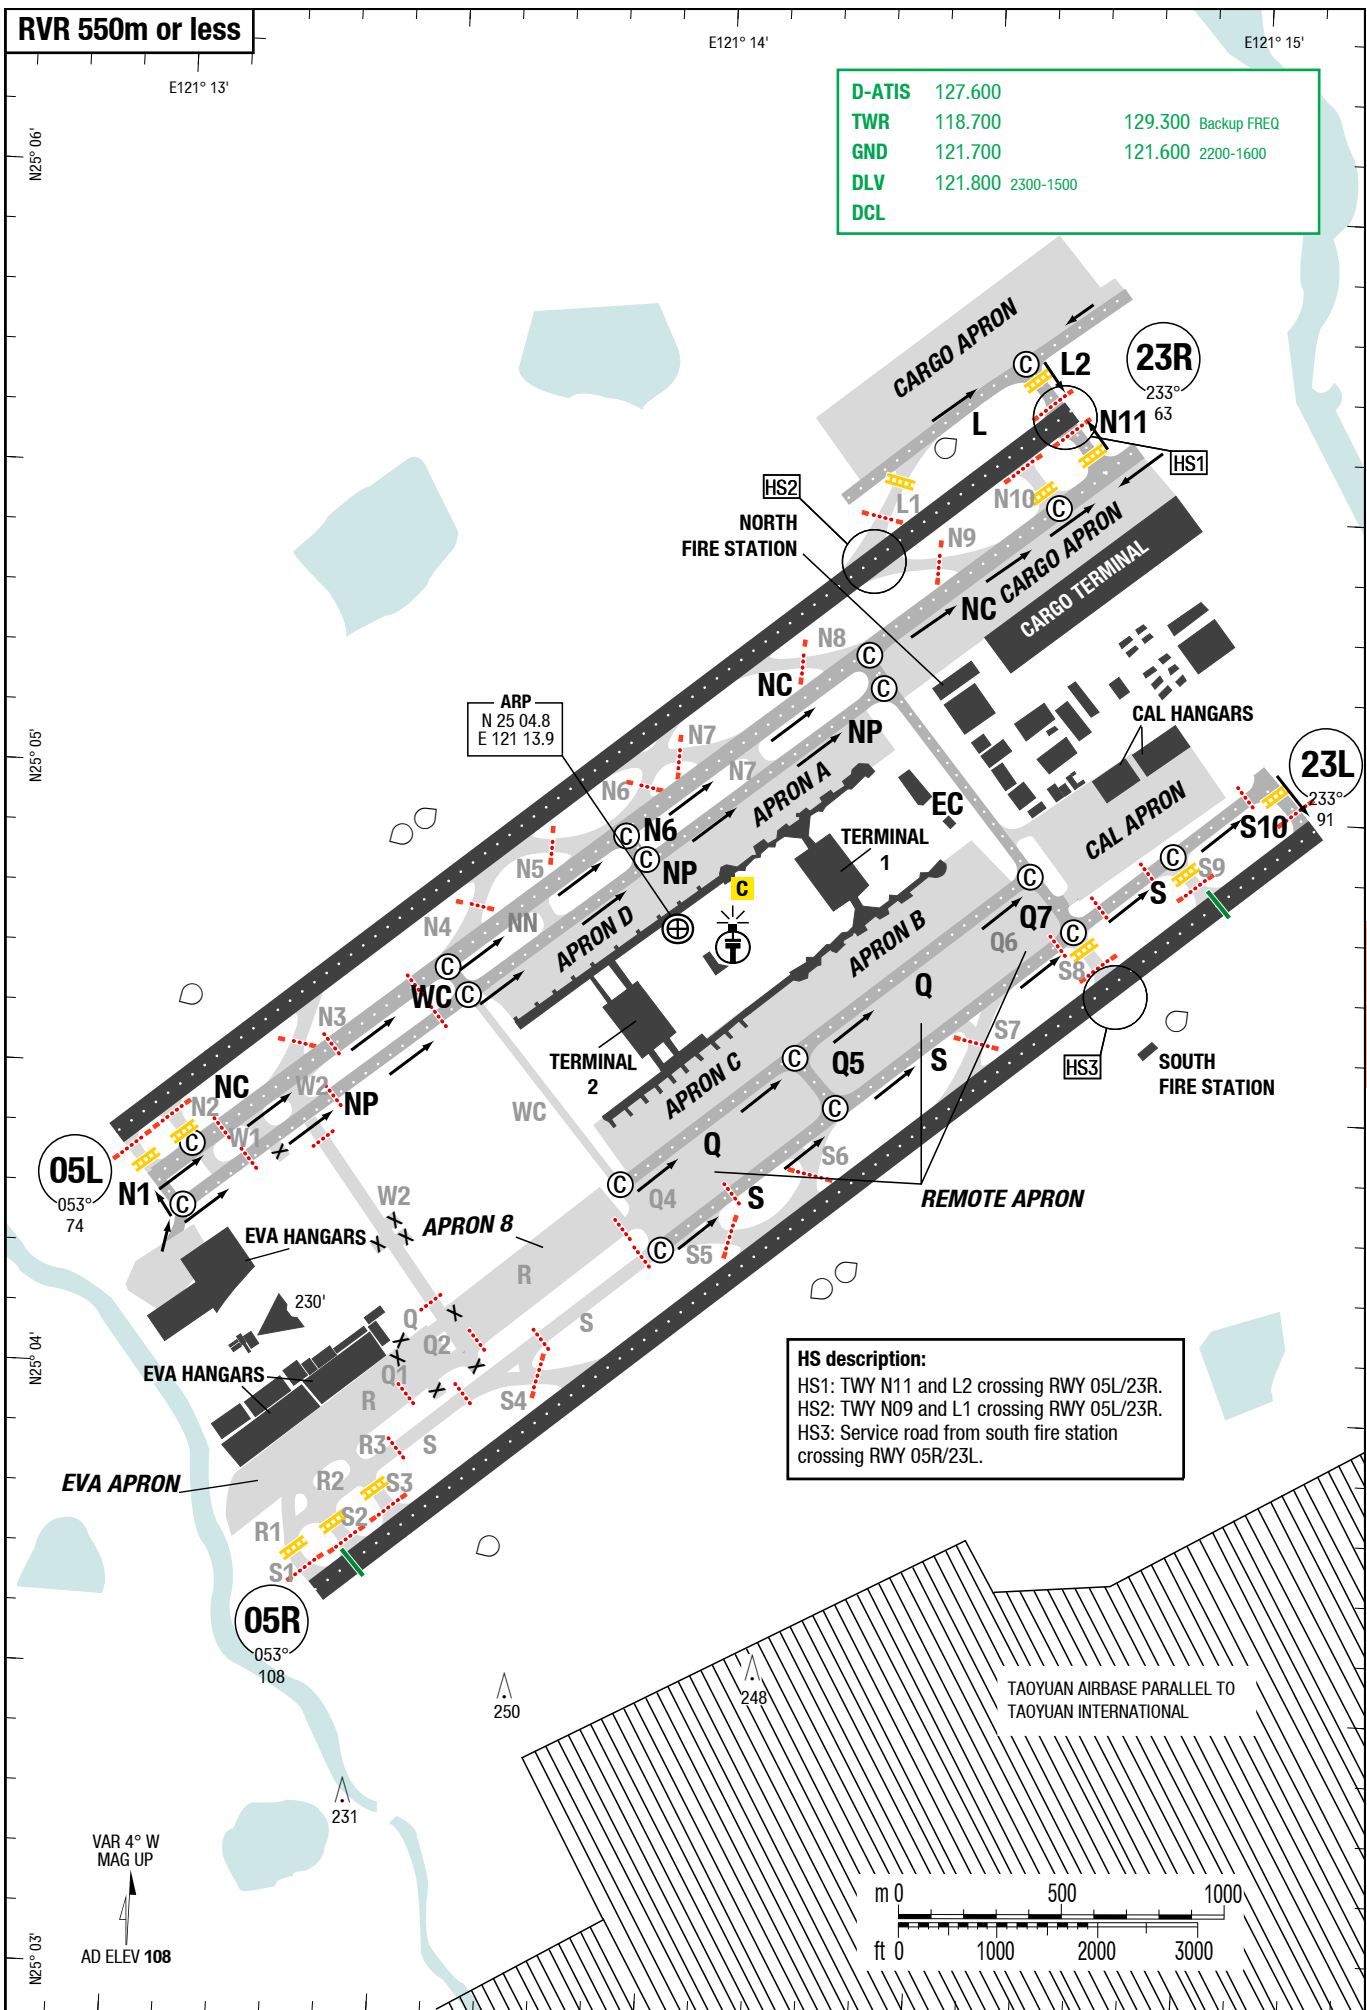 RVR 550m or less
E121° 14'
E121° 15'
E121° 13'
D-ATIS 127.600
TWR 118.700 129.300 Backup FREQ
GND 121.700 121.600 2200-1600
DLV 121.800 2300-1500
DCL
N25° 06'
CARGO APRON
C
L2
23R
233°
63
L
N11
HS1
HS2
L1
N10
C
NORTH
FIRE STATION
N9
CARGO APRON
CARGO TERMINAL
NC
N8
C
NC
C
ARP
N 25 04.8
E 121 13.9
N7
NP
CAL HANGARS
N25° 05'
N7
APRON A
23L
233°
91
N6
EC
C
N6
TERMINAL
1
CAL APRON
S10
N5
C
NP
C
C
S9
C
S
N4
NN
APRON D
APRON B
Q7
C
Q6
S8
C
WC
C
Q
N3
S7
TERMINAL
2
C
Q5
S
HS3
SOUTH
FIRE STATION
NC
W2
NP
APRON C
N2
C
WC
C
W1
Q
S6
05L
053°
74
N1
C
C
Q4
S
REMOTE APRON
W2
APRON 8
EVA HANGARS
C
S5
R
230'
Q
S
N25° 04'
Q2
EVA HANGARS
Q1
HS description:
HS1: TWY N11 and L2 crossing RWY 05L/23R.
HS2: TWY N09 and L1 crossing RWY 05L/23R.
HS3: Service road from south fire station
crossing RWY 05R/23L.
R
S4
R3
S
EVA APRON
R2
S3
S2
R1
S1
05R
053°
108
250
248
TAOYUAN AIRBASE PARALLEL TO
TAOYUAN INTERNATIONAL
231
VAR 4° W
MAG UP
AD ELEV 108
m 0 500 1000
ft 0 1000 2000 3000
N25° 03'